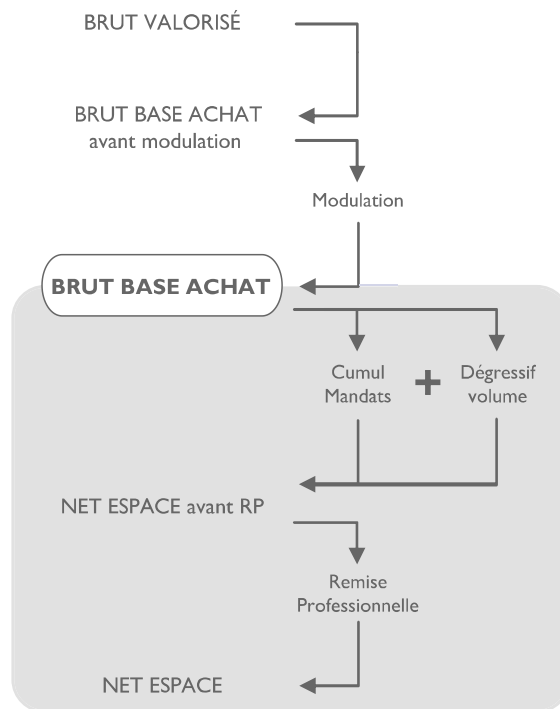 BRUT VALORISÉ
BRUT BASE ACHAT
avant modulation
Modulation
BRUT BASE ACHAT
Cumul
Mandats
+
Dégressif
volume
NET ESPACE avant RP
Remise
Professionnelle
NET ESPACE